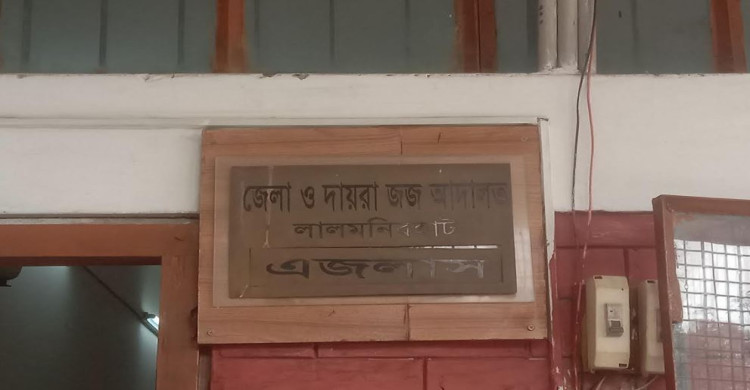 জেলা ও দায়রা জজ আদালত
লালমনিরহাট
এজলাস